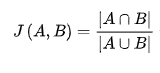 J(A, B) = |A ∩ B| / |A ∪ B|